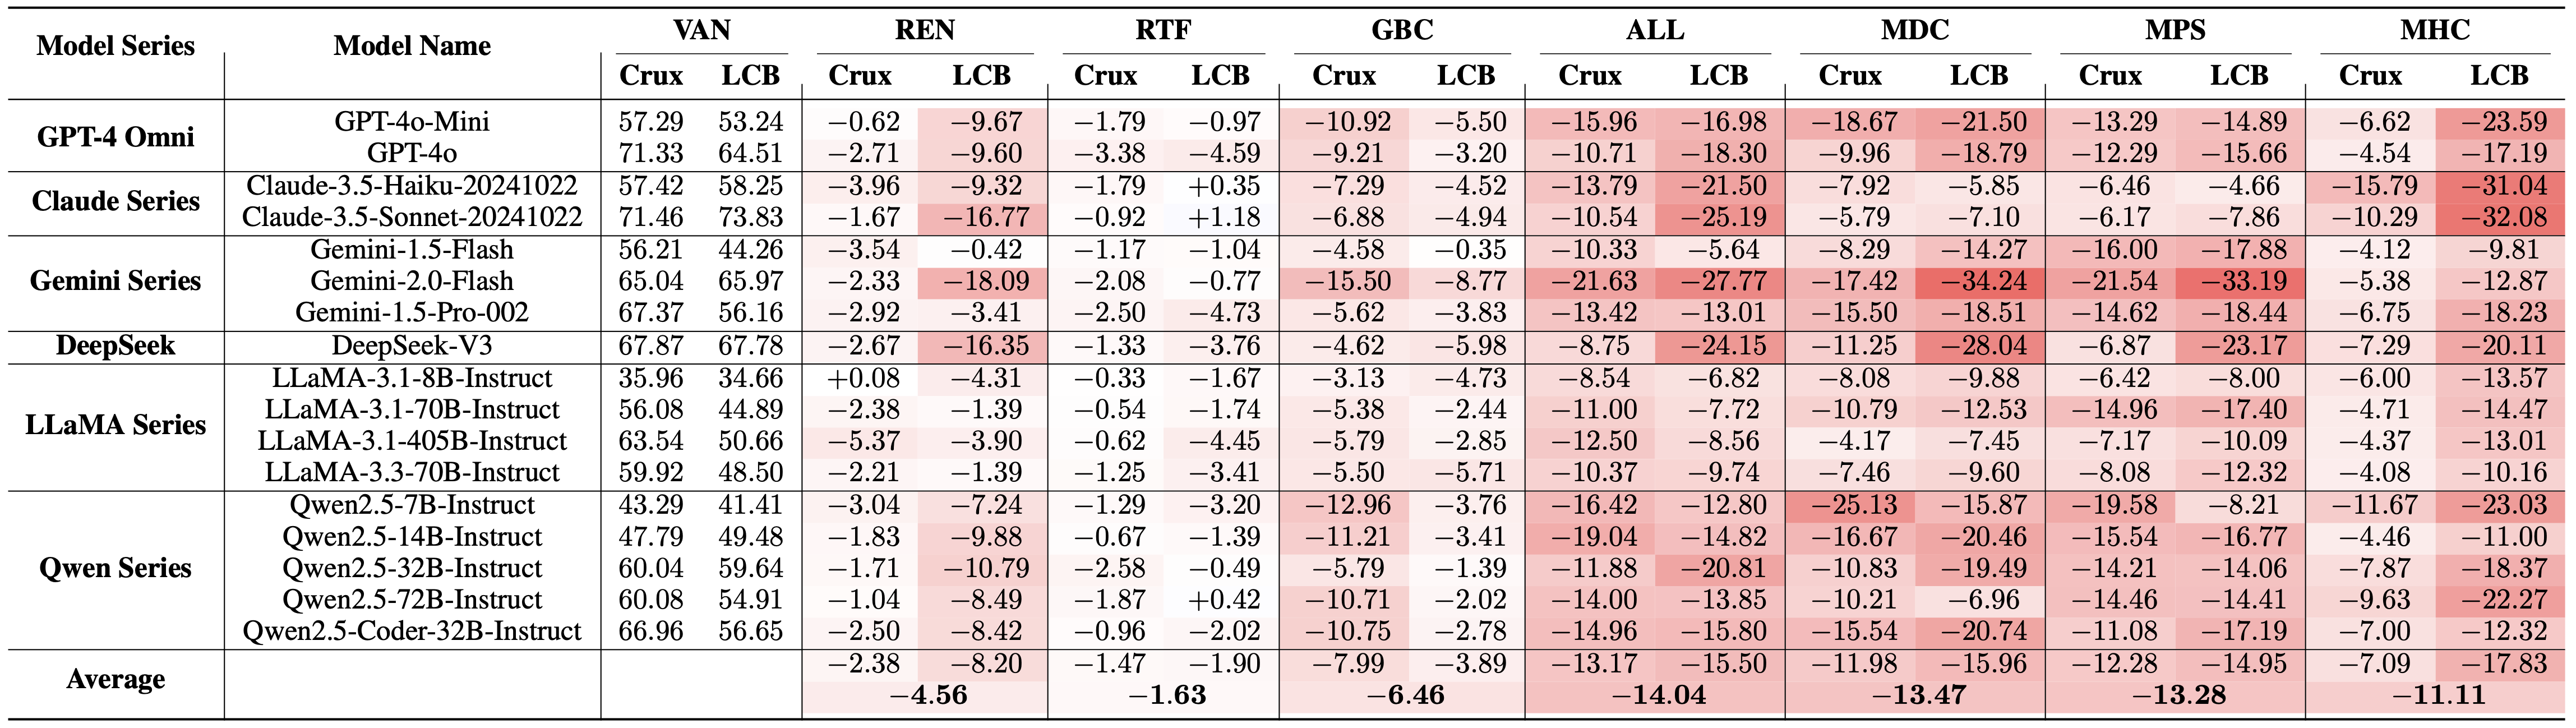 Model Series Model Name VAN REN RTF GBC ALL MDC MPS MHC
Crux LCB Crux LCB Crux LCB Crux LCB Crux LCB Crux LCB Crux LCB Crux LCB
GPT-4 Omni
GPT-4o-Mini 57.29 53.24 −0.62 −9.67 −1.79 −0.97 −10.92 −5.50 −15.96 −16.98 −18.67 −21.50 −13.29 −14.89 −6.62 −23.59
GPT-4o 71.33 64.51 −2.71 −9.60 −3.38 −4.59 −9.21 −3.20 −10.71 −18.30 −9.96 −18.79 −12.29 −15.66 −4.54 −17.19
Claude Series
Claude-3.5-Haiku-20241022 57.42 58.25 −3.96 −9.32 −1.79 +0.35 −7.29 −4.52 −13.79 −21.50 −7.92 −5.85 −6.46 −4.66 −15.79 −31.04
Claude-3.5-Sonnet-20241022 71.46 73.83 −1.67 −16.77 −0.92 +1.18 −6.88 −4.94 −10.54 −25.19 −5.79 −7.10 −6.17 −7.86 −10.29 −32.08
Gemini Series
Gemini-1.5-Flash 56.21 44.26 −3.54 −0.42 −1.17 −1.04 −4.58 −0.35 −10.33 −5.64 −8.29 −14.27 −16.00 −17.88 −4.12 −9.81
Gemini-2.0-Flash 65.04 65.97 −2.33 −18.09 −2.08 −0.77 −15.50 −8.77 −21.63 −27.77 −17.42 −34.24 −21.54 −33.19 −5.38 −12.87
Gemini-1.5-Pro-002 67.37 56.16 −2.92 −3.41 −2.50 −4.73 −5.62 −3.83 −13.42 −13.01 −15.50 −18.51 −14.62 −18.44 −6.75 −18.23
DeepSeek DeepSeek-V3 67.87 67.78 −2.67 −16.35 −1.33 −3.76 −4.62 −5.98 −8.75 −24.15 −11.25 −28.04 −6.87 −23.17 −7.29 −20.11
LLaMA Series
LLaMA-3.1-8B-Instruct 35.96 34.66 +0.08 −4.31 −0.33 −1.67 −3.13 −4.73 −8.54 −6.82 −8.08 −9.88 −6.42 −8.00 −6.00 −13.57
LLaMA-3.1-70B-Instruct 56.08 44.89 −2.38 −1.39 −0.54 −1.74 −5.38 −2.44 −11.00 −7.72 −10.79 −12.53 −14.96 −17.40 −4.71 −14.47
LLaMA-3.1-405B-Instruct 63.54 50.66 −5.37 −3.90 −0.62 −4.45 −5.79 −2.85 −12.50 −8.56 −4.17 −7.45 −7.17 −10.09 −4.37 −13.01
LLaMA-3.3-70B-Instruct 59.92 48.50 −2.21 −1.39 −1.25 −3.41 −5.50 −5.71 −10.37 −9.74 −7.46 −9.60 −8.08 −12.32 −4.08 −10.16
Qwen Series
Qwen2.5-7B-Instruct 43.29 41.41 −3.04 −7.24 −1.29 −3.20 −12.96 −3.76 −16.42 −12.80 −25.13 −15.87 −19.58 −8.21 −11.67 −23.03
Qwen2.5-14B-Instruct 47.79 49.48 −1.83 −9.88 −0.67 −1.39 −11.21 −3.41 −19.04 −14.82 −16.67 −20.46 −15.54 −16.77 −4.46 −11.00
Qwen2.5-32B-Instruct 60.04 59.64 −1.71 −10.79 −2.58 −0.49 −5.79 −1.39 −11.88 −20.81 −10.83 −19.49 −14.21 −14.06 −7.87 −18.37
Qwen2.5-72B-Instruct 60.08 54.91 −1.04 −8.49 −1.87 +0.42 −10.71 −2.02 −14.00 −13.85 −10.21 −6.96 −14.46 −14.41 −9.63 −22.27
Qwen2.5-Coder-32B-Instruct 66.96 56.65 −2.50 −8.42 −0.96 −2.02 −10.75 −2.78 −14.96 −15.80 −15.54 −20.74 −11.08 −17.19 −7.00 −12.32
Average
−2.38 −8.20 −1.47 −1.90 −7.99 −3.89 −13.17 −15.50 −11.98 −15.96 −12.28 −14.95 −7.09 −17.83
−4.56 −1.63 −6.46 −14.04 −13.47 −13.28 −11.11